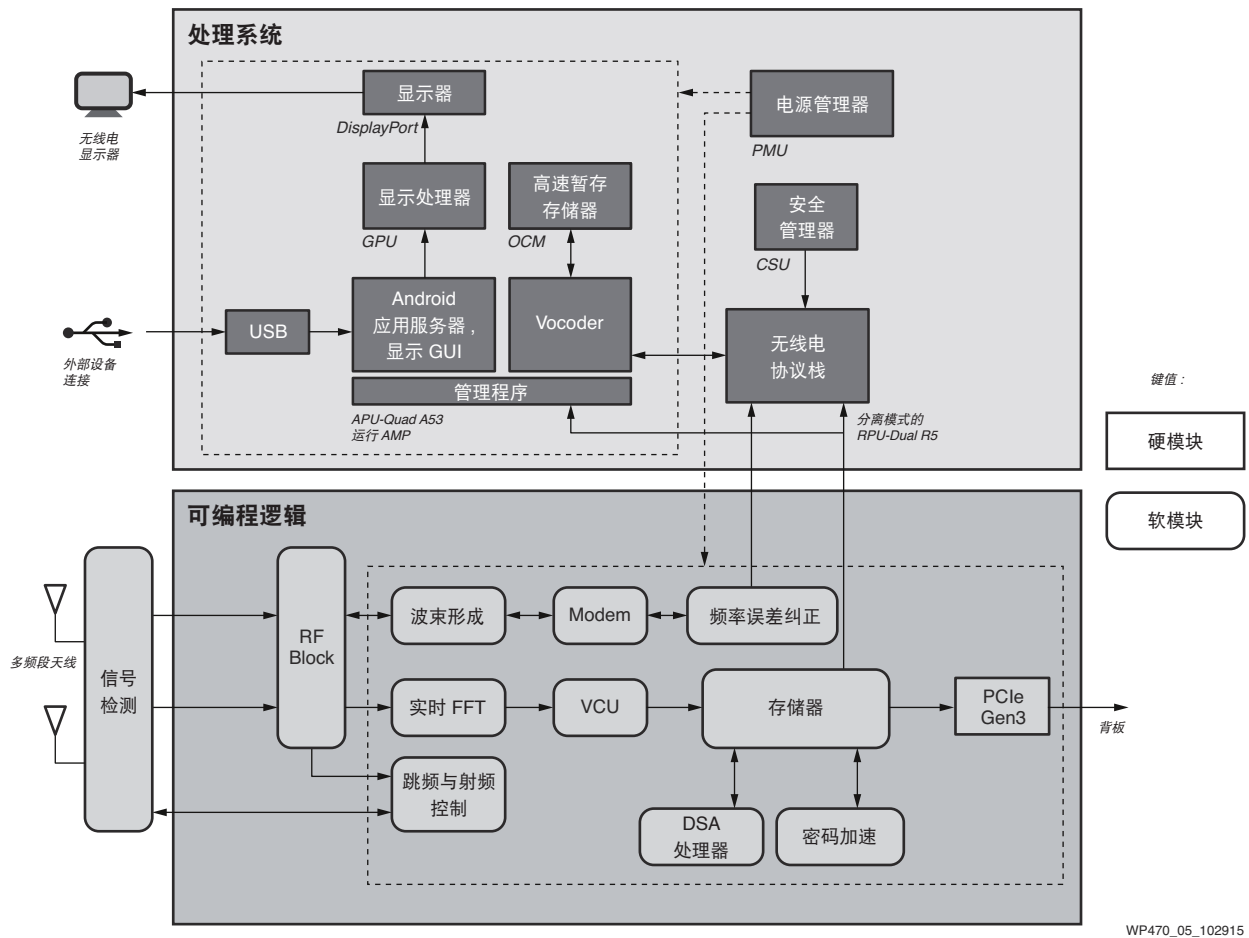 处理系统
显示器
DisplayPort
电源管理器
PMU
无线电
显示器
显示处理器
GPU
高速暂存
存储器
OCM
安全
管理器
CSU
USB
Android
应用服务器,
显示 GUI
Vocoder
无线电
协议栈
外部设备
连接
管理程序
APU-Quad A53
运行 AMP
分离模式的
RPU-Dual R5
键值:
硬模块
软模块
可编程逻辑
多频段天线
信号
检测
RF
Block
波束形成
Modem
频率误差纠正
实时 FFT
VCU
存储器
PCIe
Gen3
背板
跳频与射频
控制
DSA
处理器
密码加速
WP470_05_102915